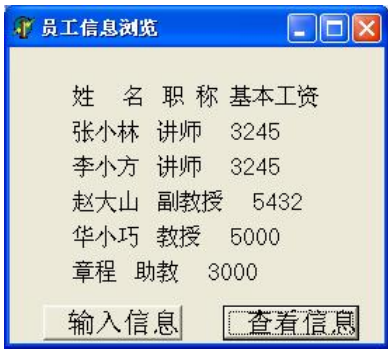 员工信息浏览
姓 名 职 称 基本工资
张小林 讲师 3245
李小方 讲师 3245
赵大山 副教授 5432
华小巧 教授 5000
章程 助教 3000
输入信息 查看信息